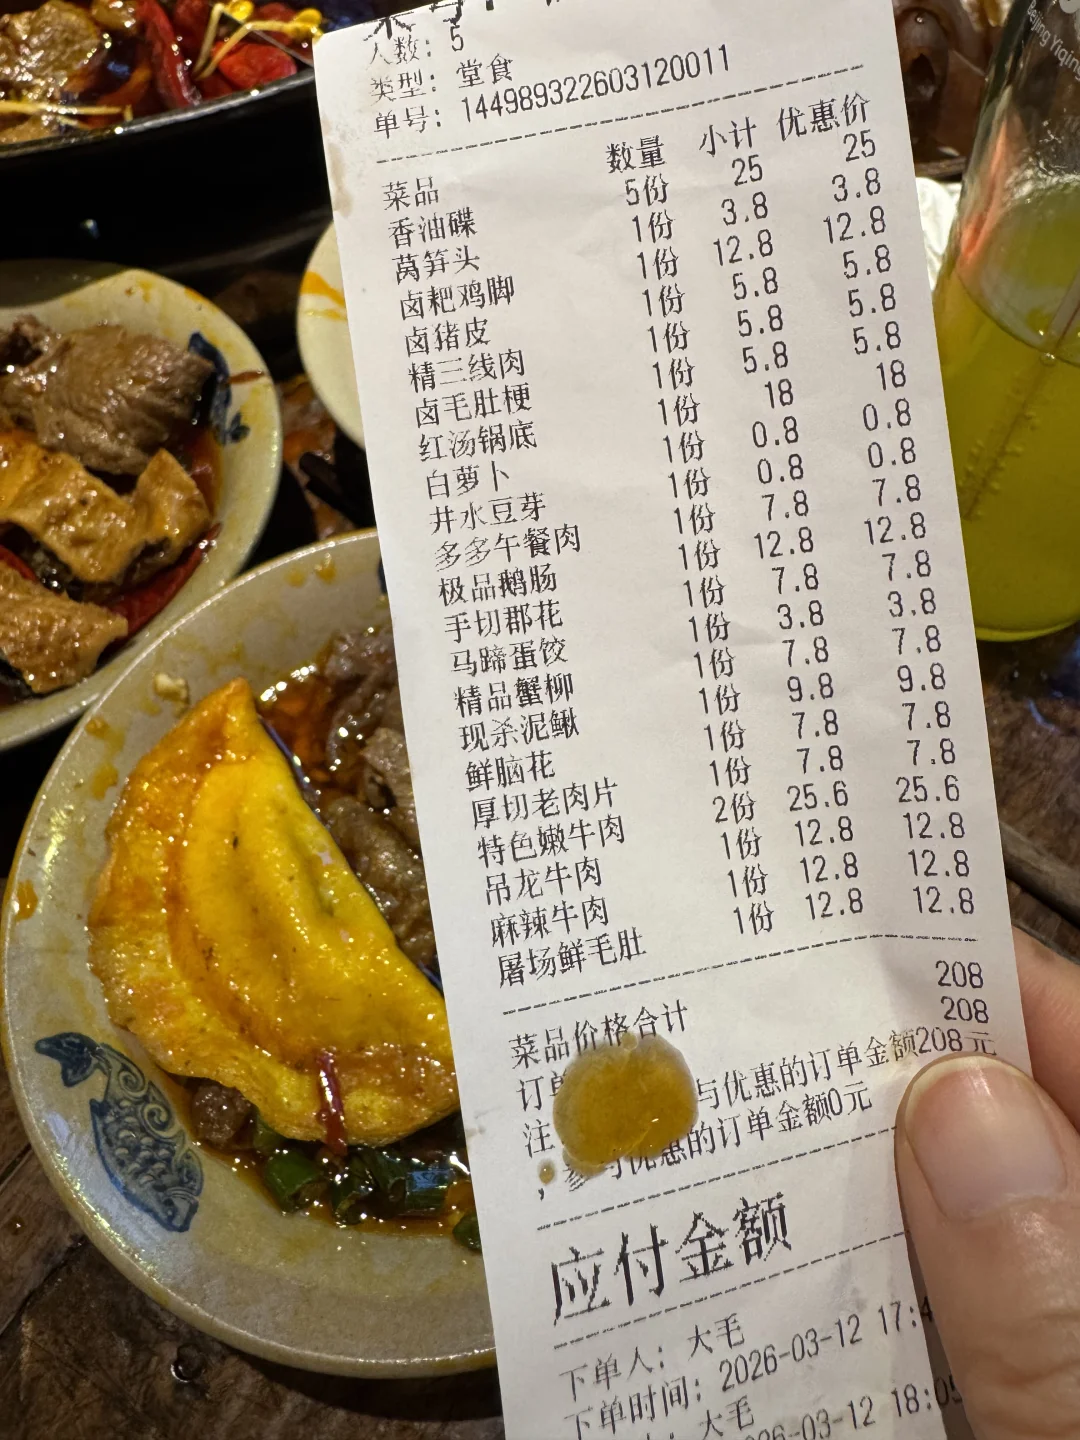 人数: 5
类型: 堂食
单号: 144989322603120011
菜品 数量 小计 优惠价
香油碟 5份 25 25
莴笋头 1份 3.8 3.8
卤耙鸡脚 1份 12.8 12.8
卤猪皮 1份 5.8 5.8
精三线肉 1份 5.8 5.8
卤毛肚梗 1份 5.8 5.8
红汤锅底 1份 18 18
白萝卜 1份 0.8 0.8
井水豆芽 1份 0.8 0.8
多多午餐肉 1份 7.8 7.8
极品鹅肠 1份 12.8 12.8
手切郡花 1份 7.8 7.8
马蹄蛋饺 1份 3.8 3.8
精品蟹柳 1份 7.8 7.8
现杀泥鳅 1份 9.8 9.8
鲜脑花 1份 7.8 7.8
厚切老肉片 1份 7.8 7.8
特色嫩牛肉 2份 25.6 25.6
吊龙牛肉 1份 12.8 12.8
麻辣牛肉 1份 12.8 12.8
屠场鲜毛肚 1份 12.8 12.8
菜品价格合计 208
订单 208
注 与优惠的订单金额208元
, 参与优惠的订单金额0元
应付金额
下单人: 大毛
下单时间: 2026-03-12 17:4
大毛
26-03-12 18:05
Beijing Yiqing